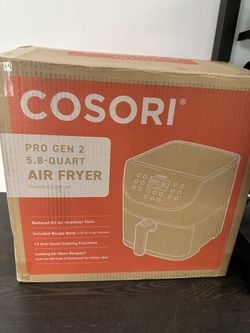 COSORI®
PRO GEN 2
5.8-QUART
AIR FRYER
Reduced Oil for Healthier Food
Included Recipe Book
13 One-Touch Cooking Functions
Looking for More Recipes?
COSORI